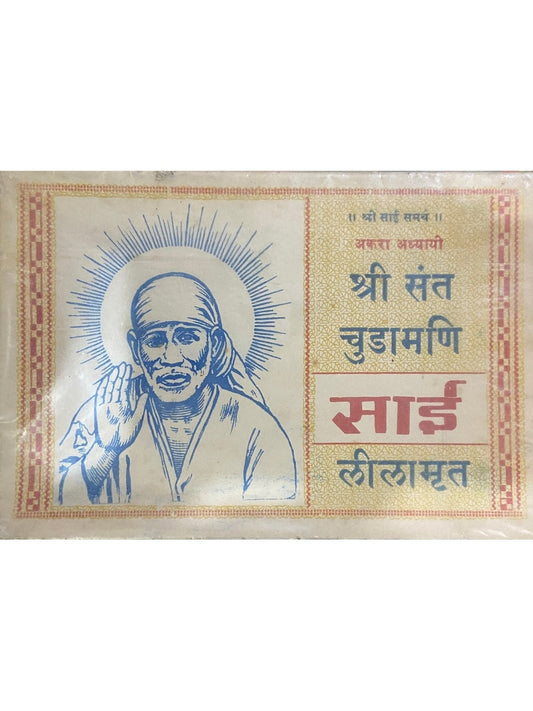 ।। श्री साई समर्थ ।।
अकरा अध्यायी
श्री संत
चुडामणि
साई
लीलामृत